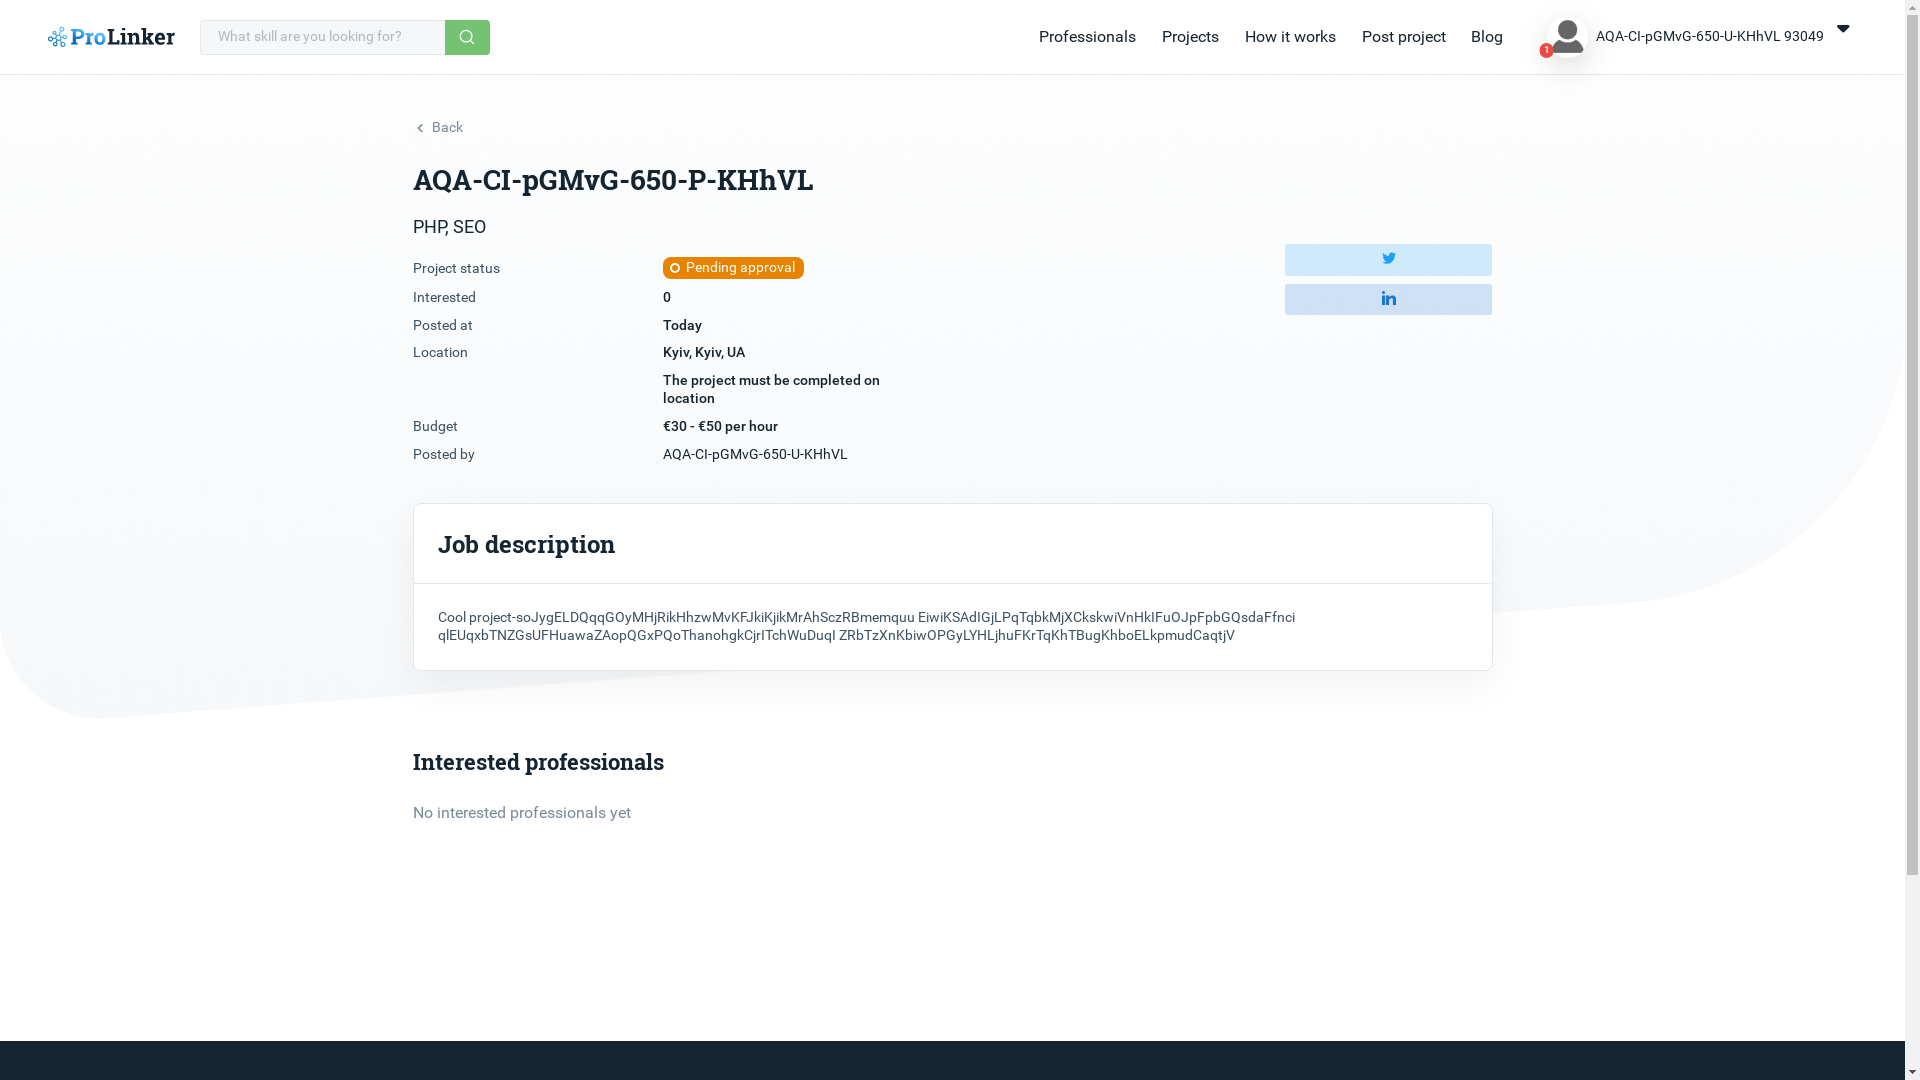 ProLinker
What skill are you looking for?
Professionals
Projects
How it works
Post project
Blog
1
AQA-CI-pGMvG-650-U-KHhVL 93049
Back
AQA-CI-pGMvG-650-P-KHhVL
PHP, SEO
Project status Pending approval
Interested 0
Posted at Today
Location Kyiv, Kyiv, UA
The project must be completed on
location
Budget €30 - €50 per hour
Posted by AQA-CI-pGMvG-650-U-KHhVL
Job description
Cool project-soJygELDQqqGOyMHjRikHhzwMvKFJkiKjikMrAhSczRBmemquu EiwiKSAdIGjLPqTqbkMjXCkskwiVnHkIFuOJpFpbGQsdaFfnci
qlEUqxbTNZGsUFHuawaZAopQGxPQoThanohgkCjrITchWuDuqI ZRbTzXnKbiwOPGyLYHLjhuFKrTqKhTBugKhboELkpmudCaqtjV
Interested professionals
No interested professionals yet